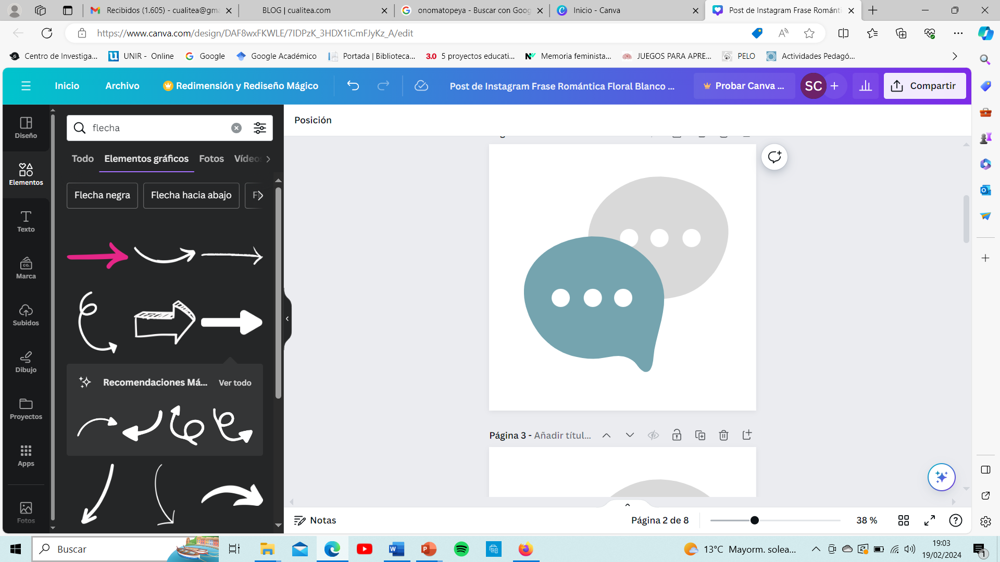 Recibidos (1.605) - cualitea@gma
BLOG | cualitea.com
onomatopeya - Buscar con Goog
Inicio - Canva
Post de Instagram Frase Románti
https://www.canva.com/design/DAF8wxFKWLE/7IDPzK_3HDX1iCmFJyKz_A/edit
Centro de Investiga...
UNIR - Online
Google
Google Académico
Portada | Biblioteca...
3.0 5 proyectos educati...
Memoria feminista...
JUEGOS PARA APRE...
PELO
Actividades Pedagó...
Inicio
Archivo
Redimensión y Rediseño Mágico
Post de Instagram Frase Romántica Floral Blanco ...
Probar Canva ...
SC
Compartir
Diseño
Elementos
Texto
CO.
Marca
Subidos
Dibujo
Proyectos
Apps
Fotos
flecha
Todo
Elementos gráficos
Fotos
Vídeos
Flecha negra
Flecha hacia abajo
Recomendaciones Má...
Ver todo
Posición
Página 3 - Añadir títul...
Notas
Página 2 de 8
38 %
Buscar
13°C Mayorm. solea...
19:03
19/02/2024
1